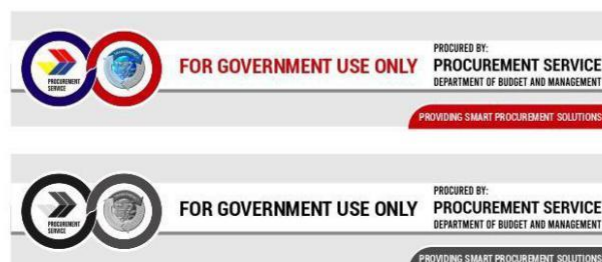 PROCUREMENT
SERVICE
FOR GOVERNMENT USE ONLY
PROCURED BY:
PROCUREMENT SERVICE
DEPARTMENT OF BUDGET AND MANAGEMENT
PROVIDING SMART PROCUREMENT SOLUTIONS
PROCUREMENT
SERVICE
FOR GOVERNMENT USE ONLY
PROCURED BY:
PROCUREMENT SERVICE
DEPARTMENT OF BUDGET AND MANAGEMENT
PROVIDING SMART PROCUREMENT SOLUTIONS